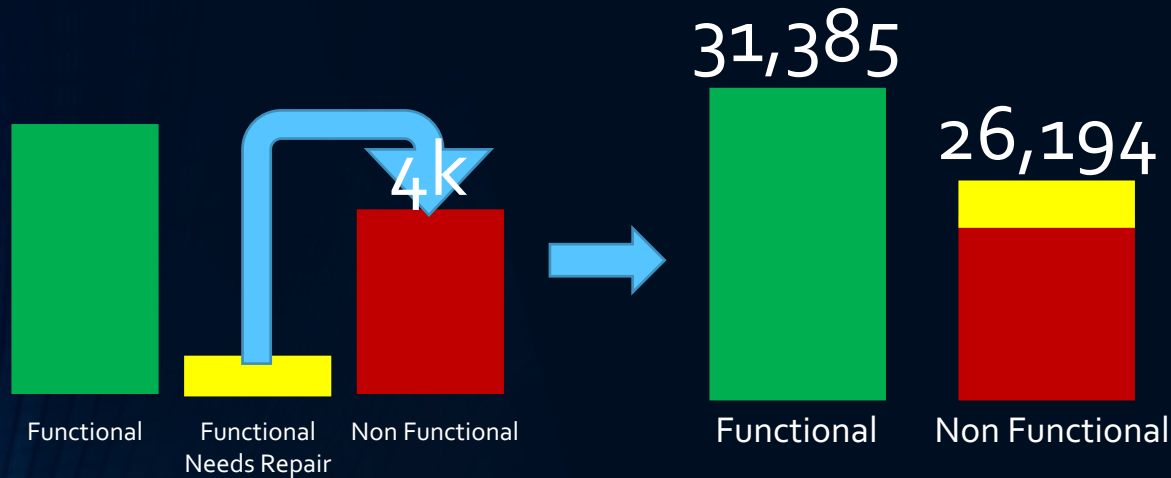 4k
Functional
Functional
Needs Repair
Non Functional
31,385
26,194
Functional
Non Functional